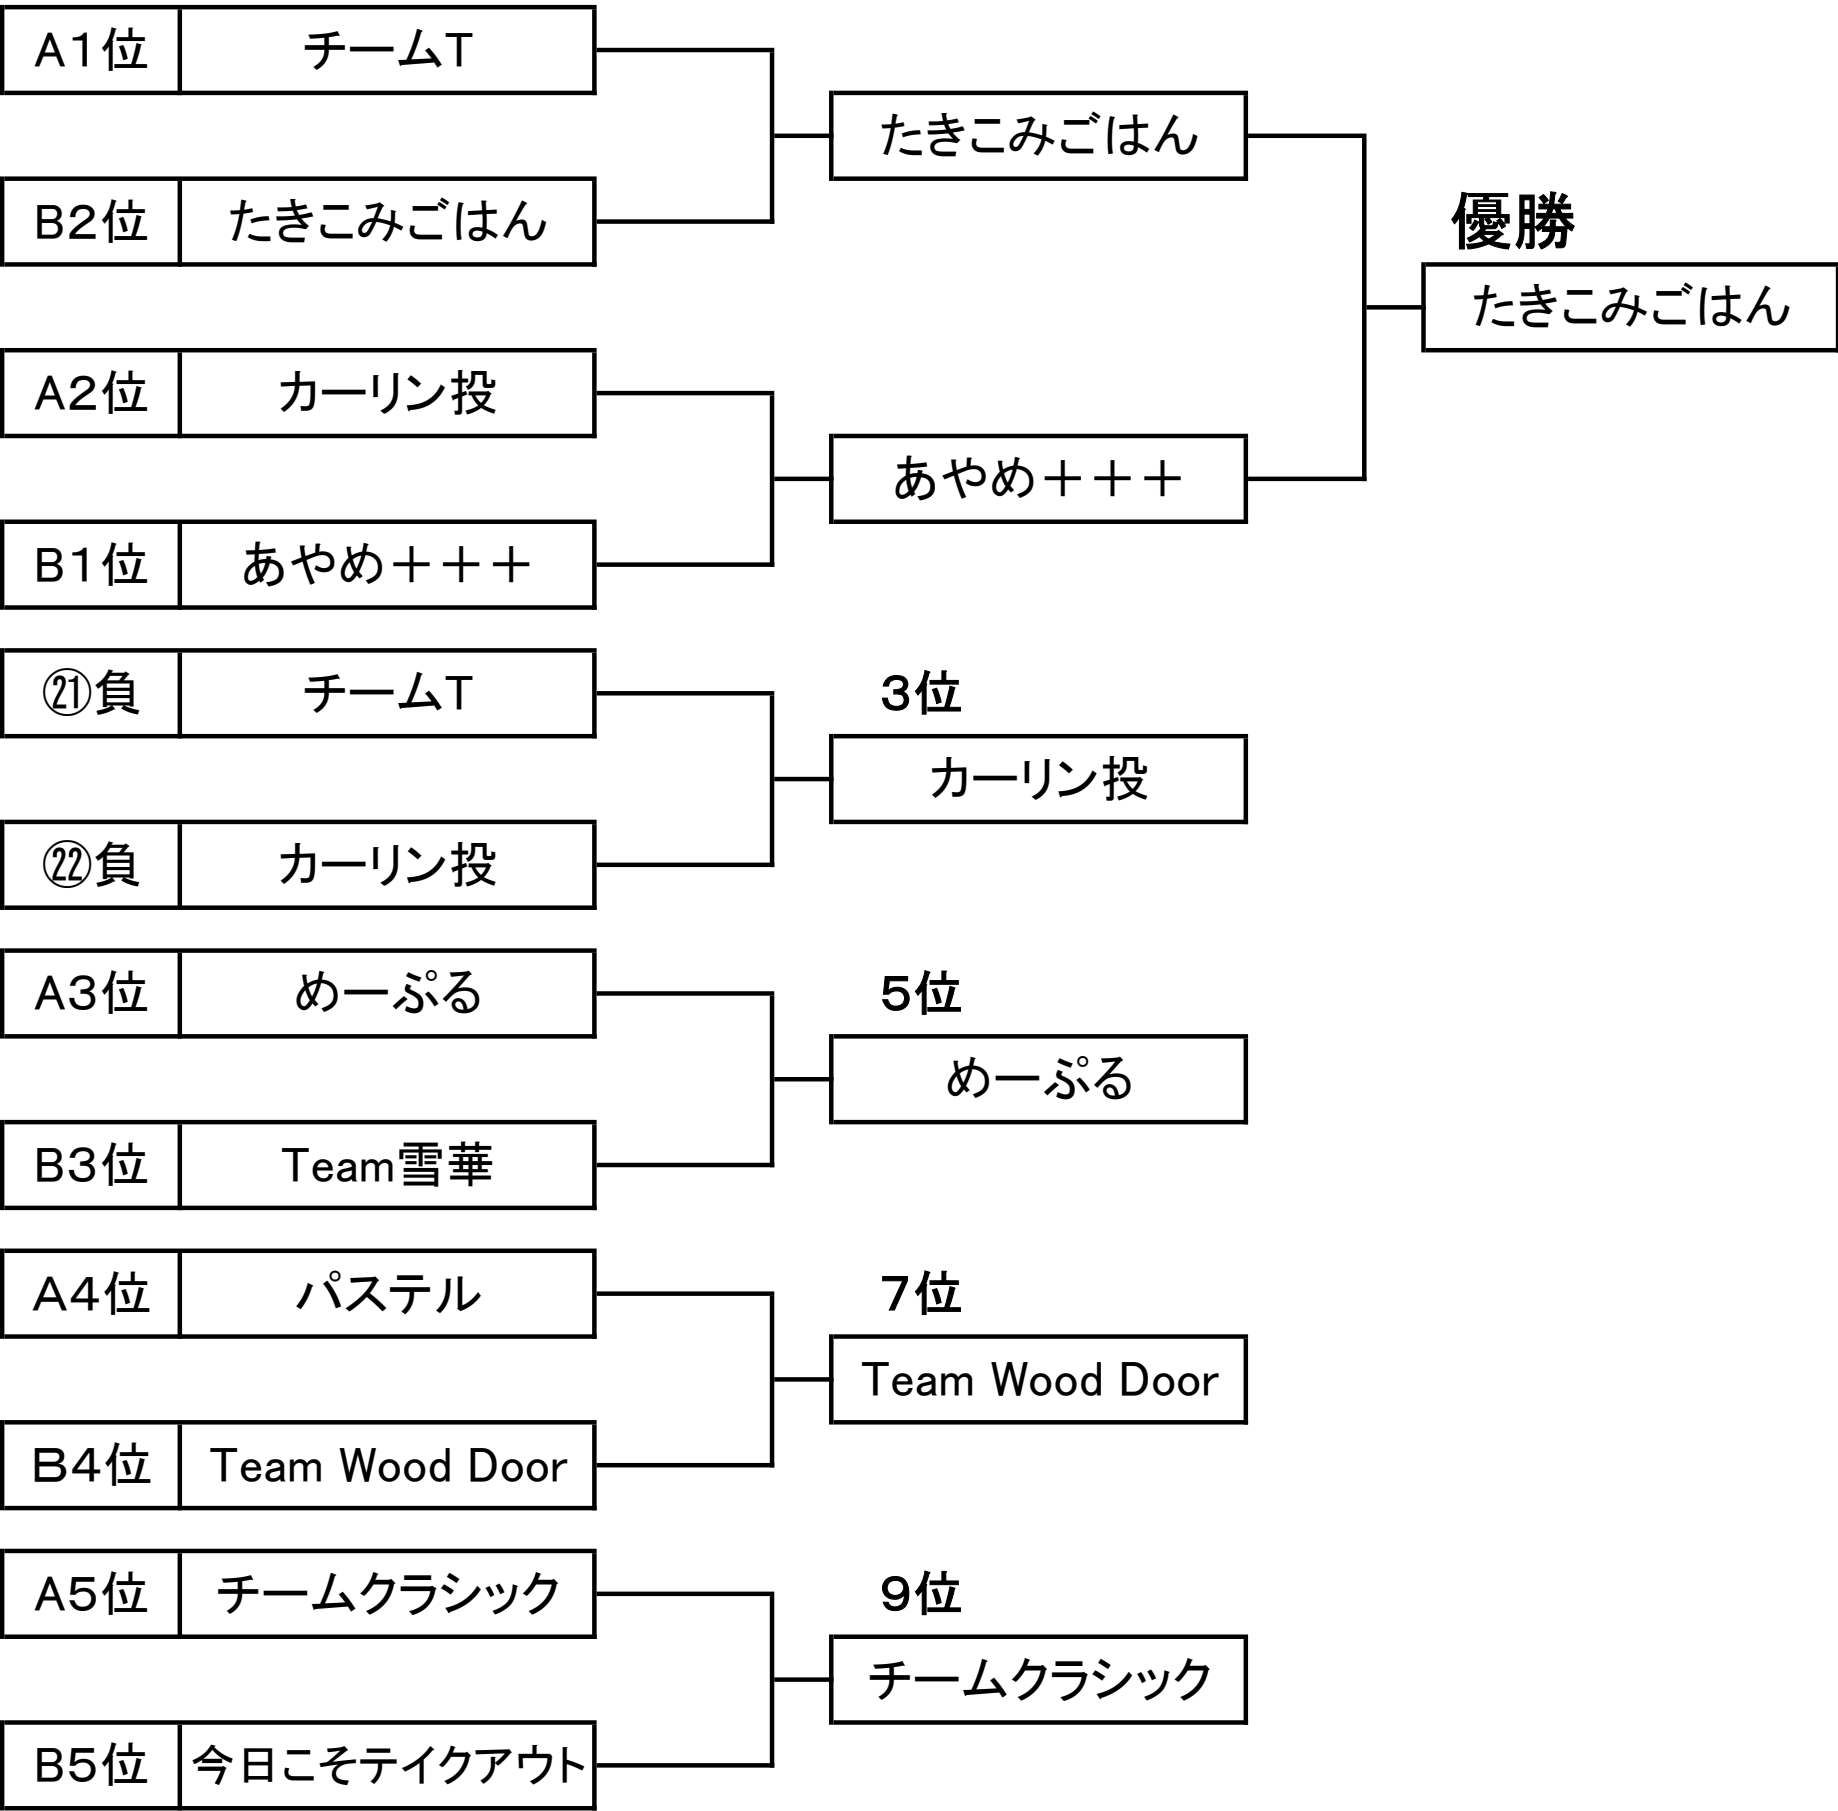 A1位 チームT
たきこみごはん
B2位 たきこみごはん
優勝
たきこみごはん
A2位 カーリン投
あやめ＋＋＋
B1位 あやめ＋＋＋
㉑負 チームT
3位
カーリン投
㉒負 カーリン投
A3位 めーぷる
5位
めーぷる
B3位 Team雪華
A4位 パステル
7位
Team Wood Door
B4位 Team Wood Door
A5位 チームクラシック
9位
チームクラシック
B5位 今日こそテイクアウト